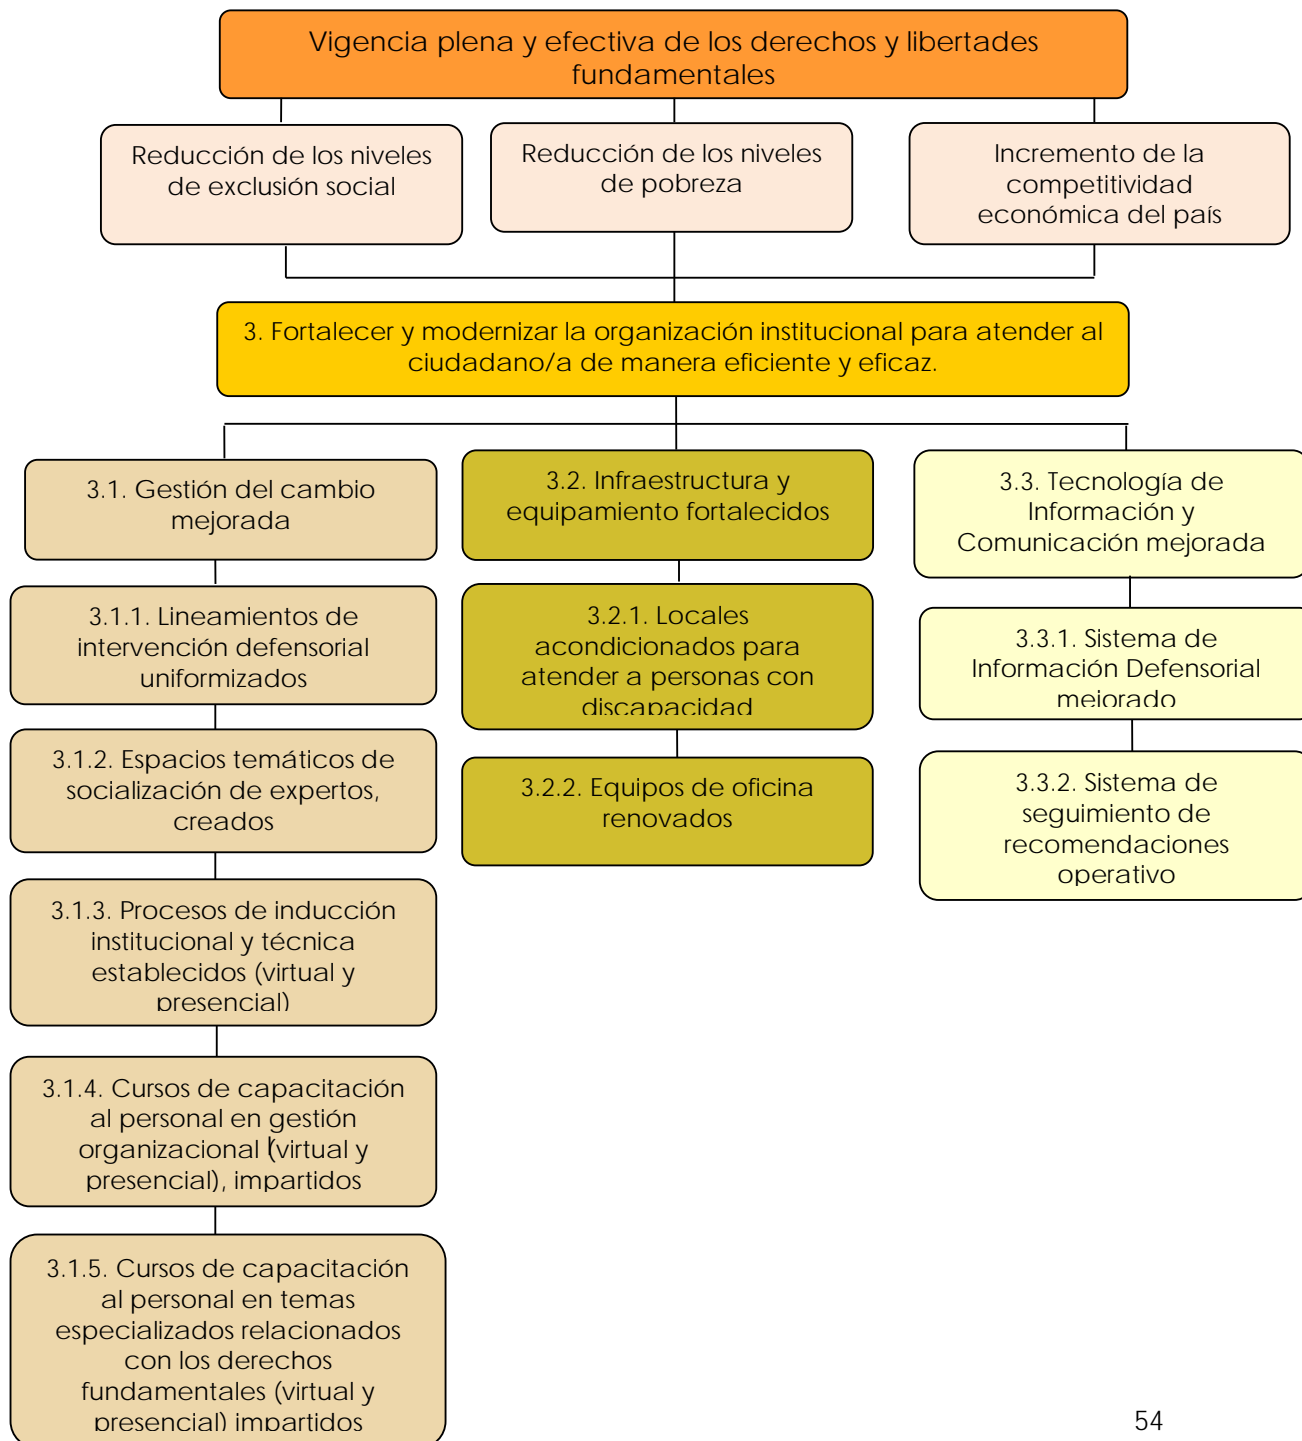 Vigencia plena y efectiva de los derechos y libertades
fundamentales
Reducción de los niveles
de exclusión social
Reducción de los niveles
de pobreza
Incremento de la
competitividad
económica del país
3. Fortalecer y modernizar la organización institucional para atender al
ciudadano/a de manera eficiente y eficaz.
3.1. Gestión del cambio
mejorada
3.1.1. Lineamientos de
intervención defensorial
uniformizados
3.1.2. Espacios temáticos de
socialización de expertos,
creados
3.1.3. Procesos de inducción
institucional y técnica
establecidos (virtual y
presencial)
3.1.4. Cursos de capacitación
al personal en gestión
organizacional (virtual y
presencial), impartidos
3.1.5. Cursos de capacitación
al personal en temas
especializados relacionados
con los derechos
fundamentales (virtual y
presencial) impartidos
3.2. Infraestructura y
equipamiento fortalecidos
3.2.1. Locales
acondicionados para
atender a personas con
discapacidad
3.2.2. Equipos de oficina
renovados
3.3. Tecnología de
Información y
Comunicación mejorada
3.3.1. Sistema de
Información Defensorial
mejorado
3.3.2. Sistema de
seguimiento de
recomendaciones
operativo
54